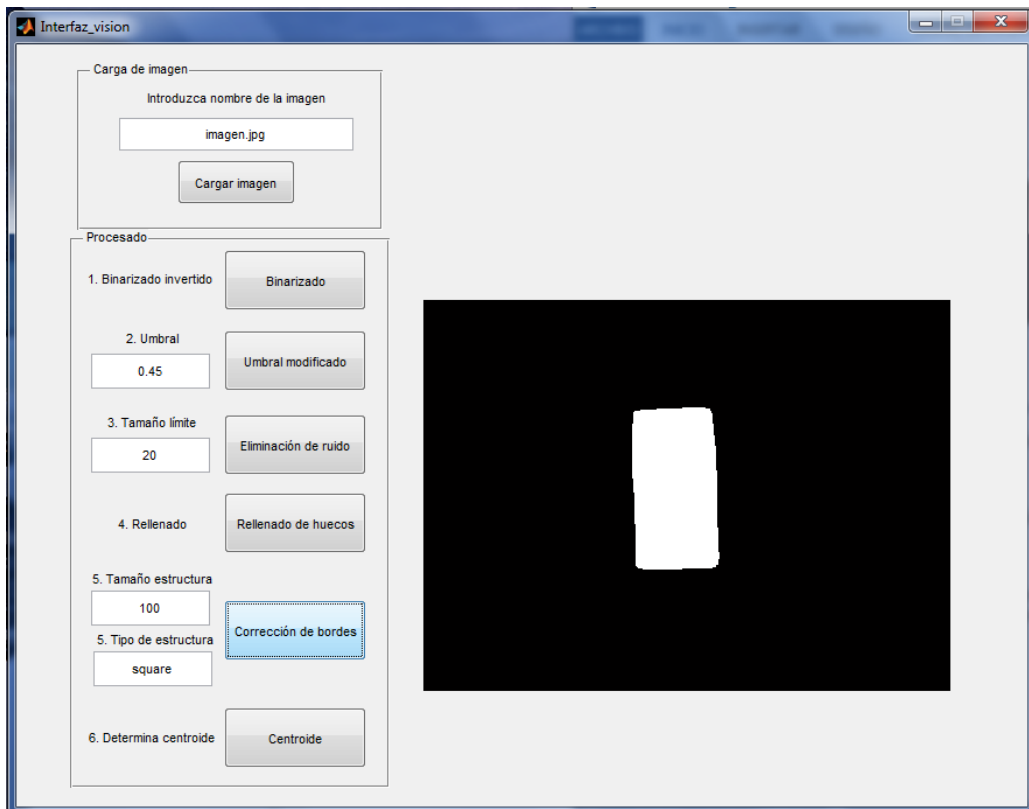 Interfaz_vision
Carga de imagen
Introduzca nombre de la imagen
imagen.jpg
Cargar imagen
Procesado
1. Binarizado invertido
Binarizado
2. Umbral
0.45
Umbral modificado
3. Tamaño límite
20
Eliminación de ruido
4. Rellenado
Rellenado de huecos
5. Tamaño estructura
100
Corrección de bordes
5. Tipo de estructura
square
6. Determina centroide
Centroide